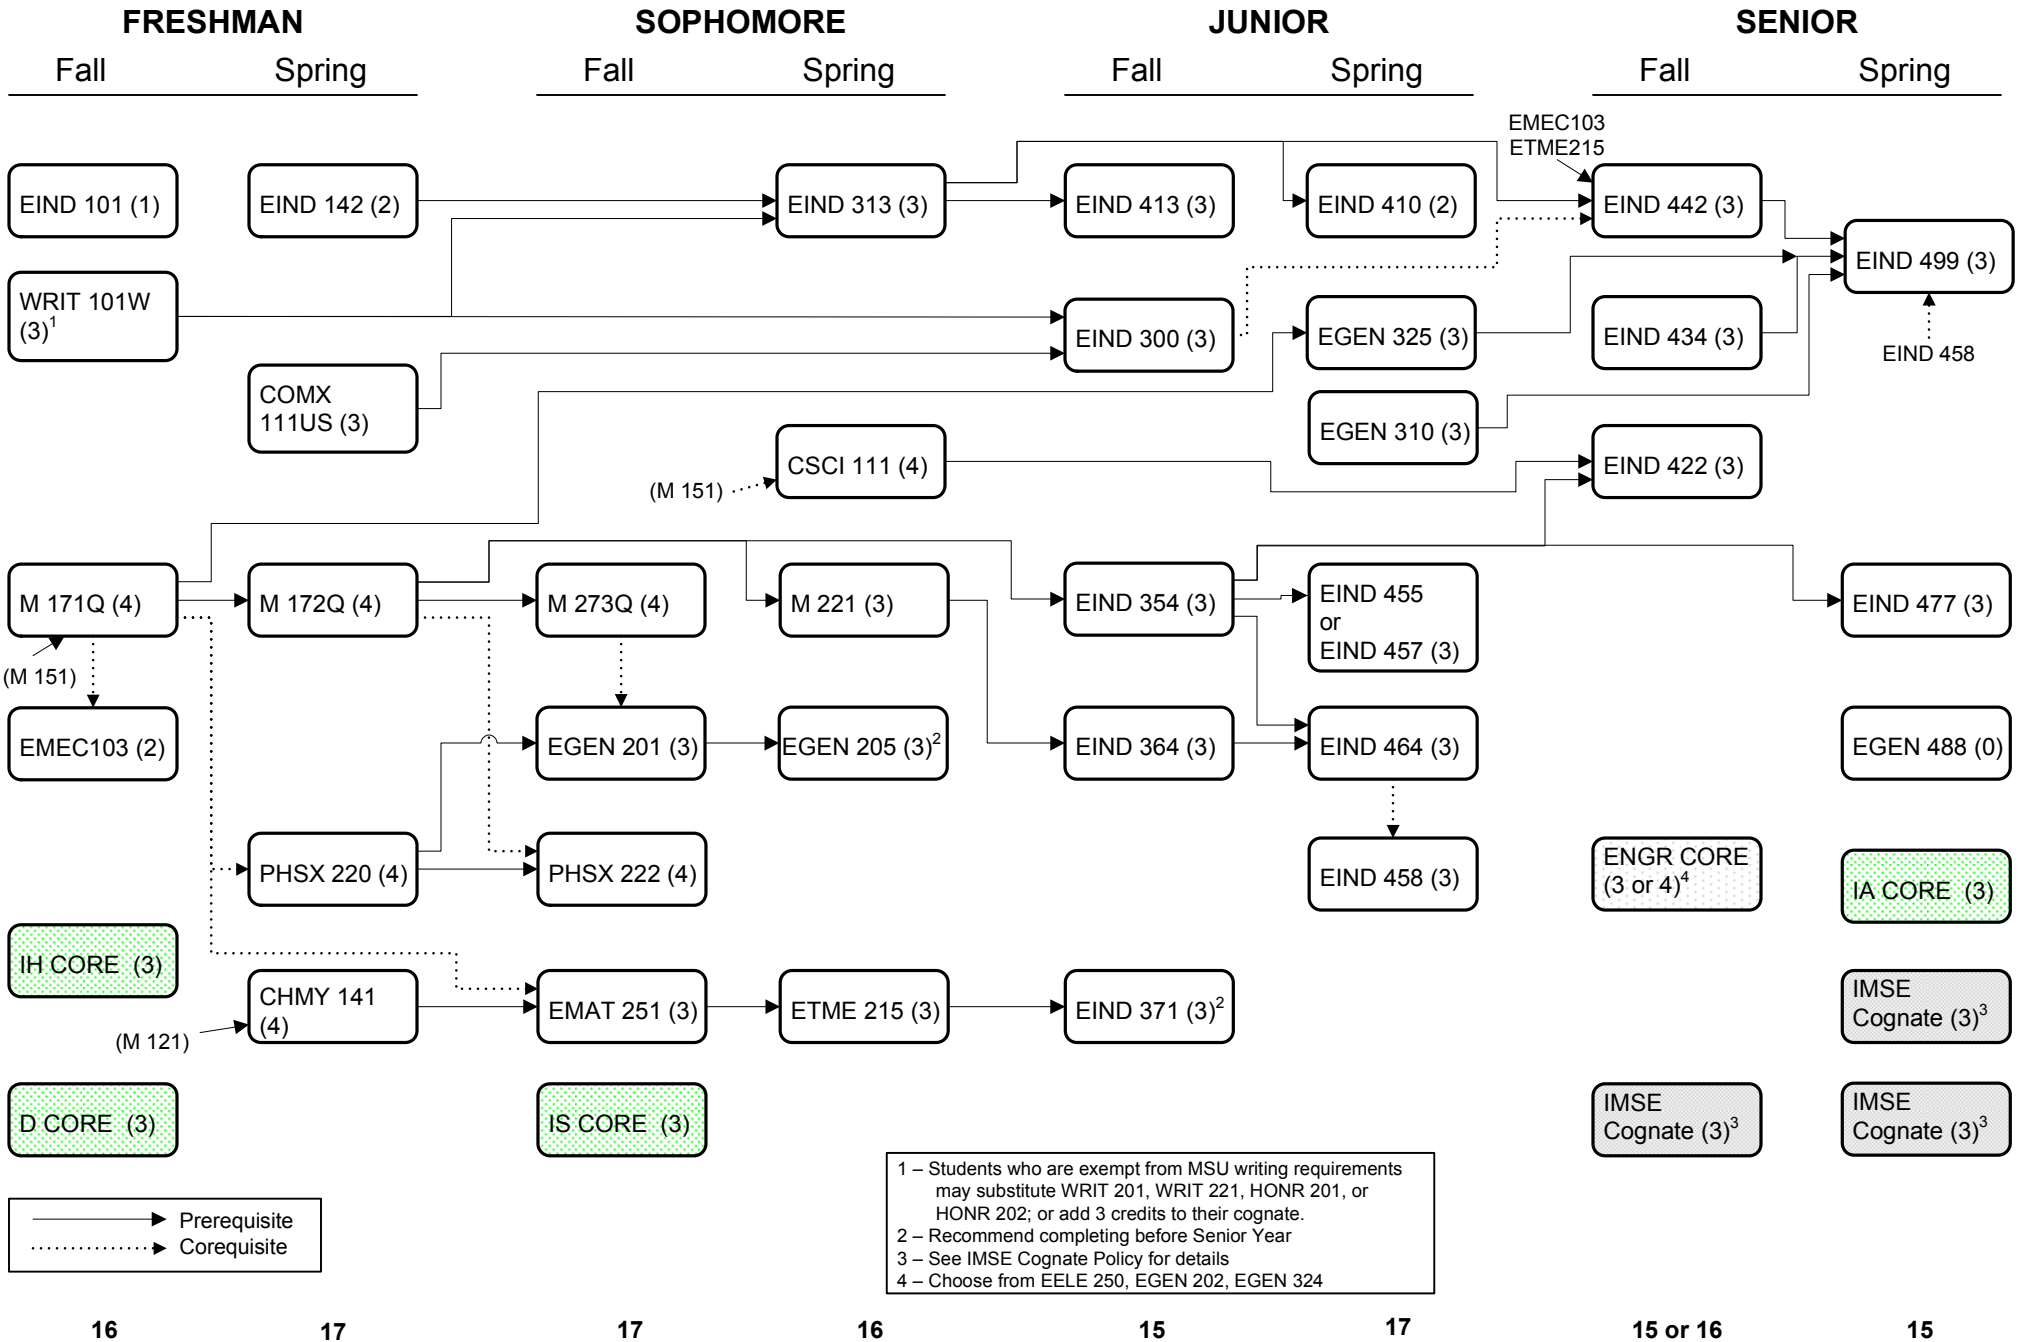 FRESHMAN
SOPHOMORE
JUNIOR
SENIOR
Fall
Spring
Fall
Spring
Fall
Spring
Fall
Spring
EMEC103
ETME215
EIND 101 (1)
EIND 142 (2)
EIND 313 (3)
EIND 413 (3)
EIND 410 (2)
EIND 442 (3)
EIND 499 (3)
WRIT 101W
(3)1
EIND 300 (3)
EGEN 325 (3)
EIND 434 (3)
EIND 458
COMX
111US (3)
EGEN 310 (3)
CSCI 111 (4)
EIND 422 (3)
(M 151)
M 171Q (4)
M 172Q (4)
M 273Q (4)
M 221 (3)
EIND 354 (3)
EIND 455
or
EIND 457 (3)
EIND 477 (3)
(M 151)
EMEC103 (2)
EGEN 201 (3)
EGEN 205 (3)2
EIND 364 (3)
EIND 464 (3)
EGEN 488 (0)
PHSX 220 (4)
PHSX 222 (4)
EIND 458 (3)
ENGR CORE
(3 or 4)4
IA CORE (3)
IH CORE (3)
CHMY 141
(4)
EMAT 251 (3)
ETME 215 (3)
EIND 371 (3)2
IMSE
Cognate (3)3
(M 121)
D CORE (3)
IS CORE (3)
IMSE
Cognate (3)3
IMSE
Cognate (3)3
1 – Students who are exempt from MSU writing requirements
may substitute WRIT 201, WRIT 221, HONR 201, or
HONR 202; or add 3 credits to their cognate.
2 – Recommend completing before Senior Year
3 – See IMSE Cognate Policy for details
4 – Choose from EELE 250, EGEN 202, EGEN 324
Prerequisite
Corequisite
16
17
17
16
15
17
15 or 16
15